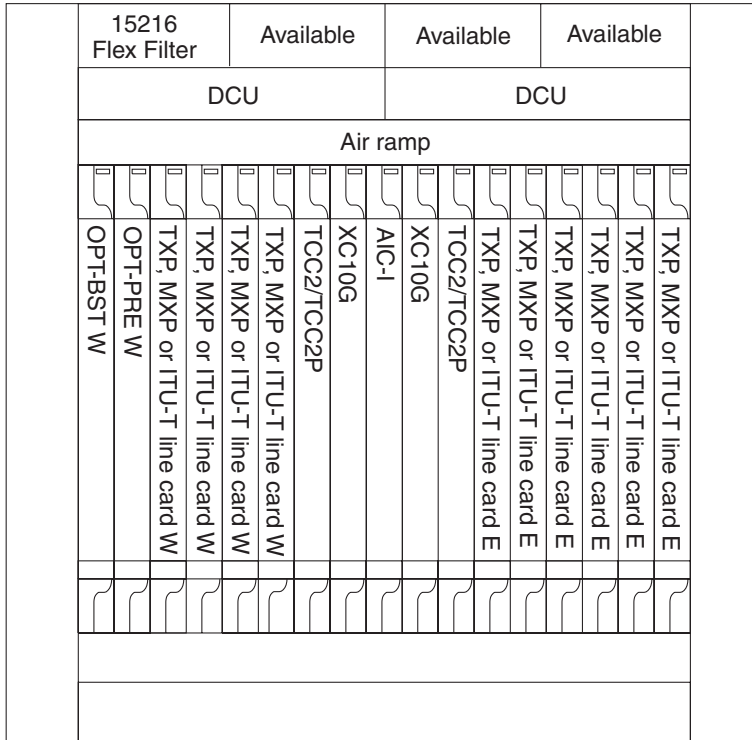 15216
Flex Filter
Available
Available
Available
DCU
DCU
Air ramp
OPT-BST W
OPT-PRE W
TXP, MXP or ITU-T line card W
TXP, MXP or ITU-T line card W
TXP, MXP or ITU-T line card W
TXP, MXP or ITU-T line card W
TCC2/TCC2P
XC10G
AIC-I
XC10G
TCC2/TCC2P
TXP, MXP or ITU-T line card E
TXP, MXP or ITU-T line card E
TXP, MXP or ITU-T line card E
TXP, MXP or ITU-T line card E
TXP, MXP or ITU-T line card E
TXP, MXP or ITU-T line card E